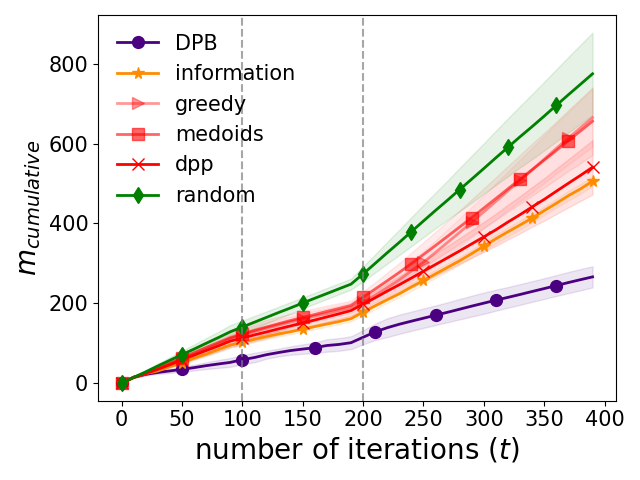 DPB
information
greedy
medoids
dpp
random
800
600
400
200
0
m_cumulative
0 50 100 150 200 250 300 350 400
number of iterations (t)